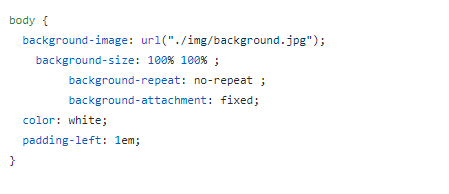 body {
  background-image: url("./img/background.jpg");
    background-size: 100% 100% ;
        background-repeat: no-repeat ;
        background-attachment: fixed;
  color: white;
  padding-left: 1em;
}